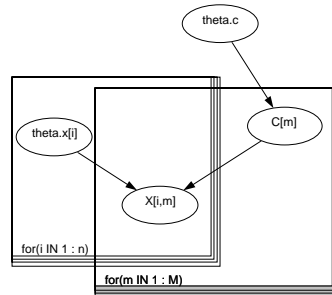 theta.c
C[m]
theta.x[i]
X[i,m]
for(i IN 1 : n)
for(m IN 1 : M)